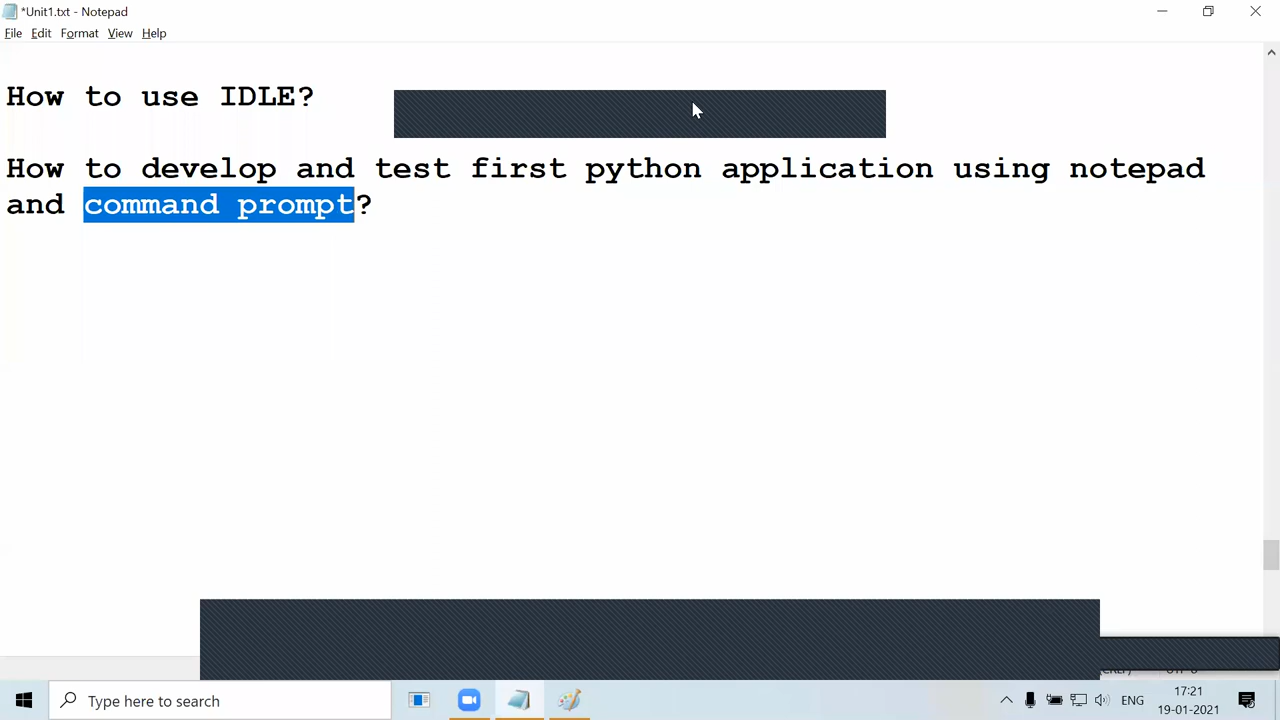 *Unit1.txt - Notepad
File Edit Format View Help
How to use IDLE?
How to develop and test first python application using notepad
and command prompt?
Type here to search
ENG
17:21
19-01-2021